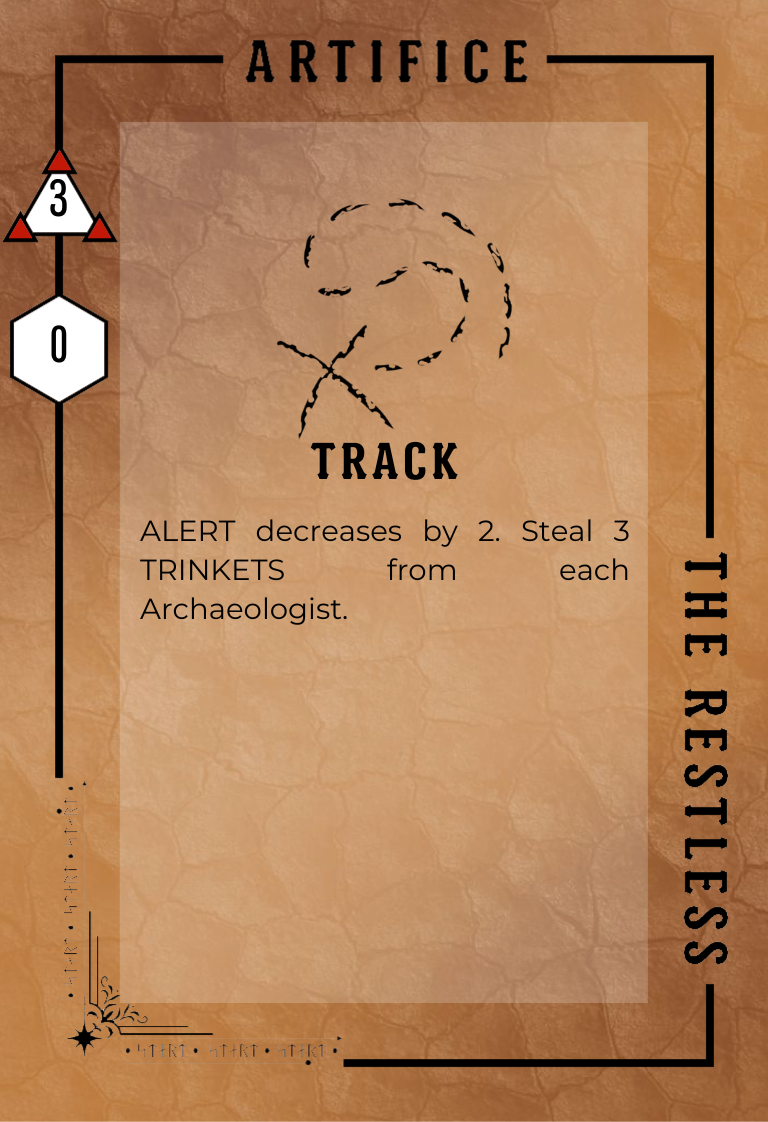 ARTIFICE
3
0
TRACK
ALERT decreases by 2. Steal 3
TRINKETS from each
Archaeologist.
THE RESTLESS